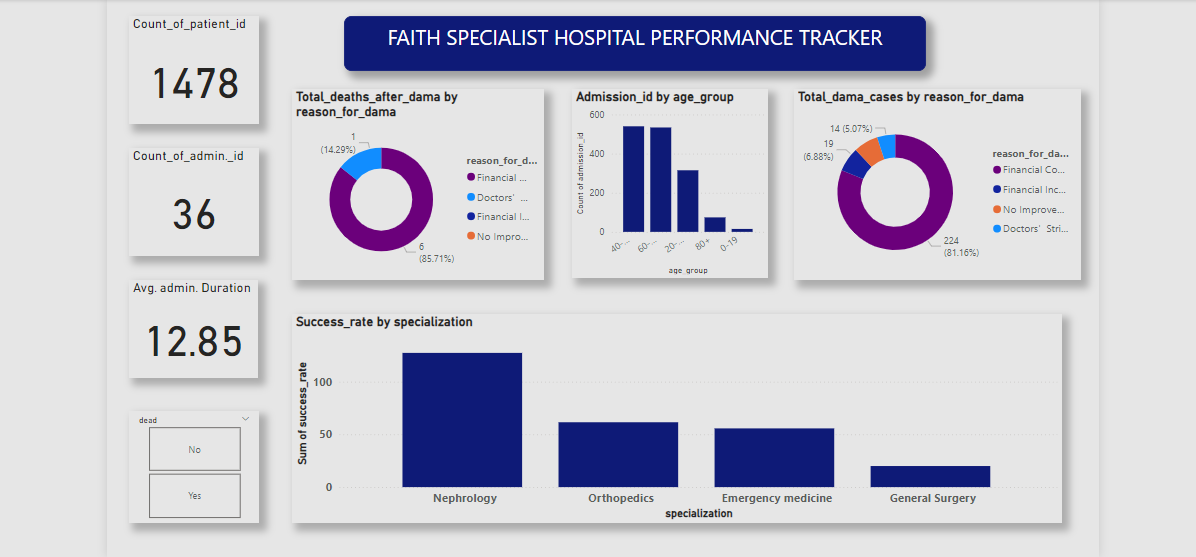 Count_of_patient_id
1478
FAITH SPECIALIST HOSPITAL PERFORMANCE TRACKER
Count_of_admin._id
36
Avg. admin. Duration
12.85
dead
No
Yes
Total_deaths_after_dama by
reason_for_dama
1
(14.29%)
6
(85.71%)
reason_for_d...
Financial ...
Doctors' ...
Financial I...
No Impro...
Admission_id by age_group
Count of admission_id
600
400
200
0
40-...
60-...
20-...
80+
0-19
age_group
Total_dama_cases by reason_for_dama
14 (5.07%)
19
(6.88%)
224
(81.16%)
reason_for_da...
Financial Co...
Financial Inc...
No Improve...
Doctors' Stri...
Success_rate by specialization
Sum of success_rate
100
50
0
Nephrology
Orthopedics
Emergency medicine
General Surgery
specialization